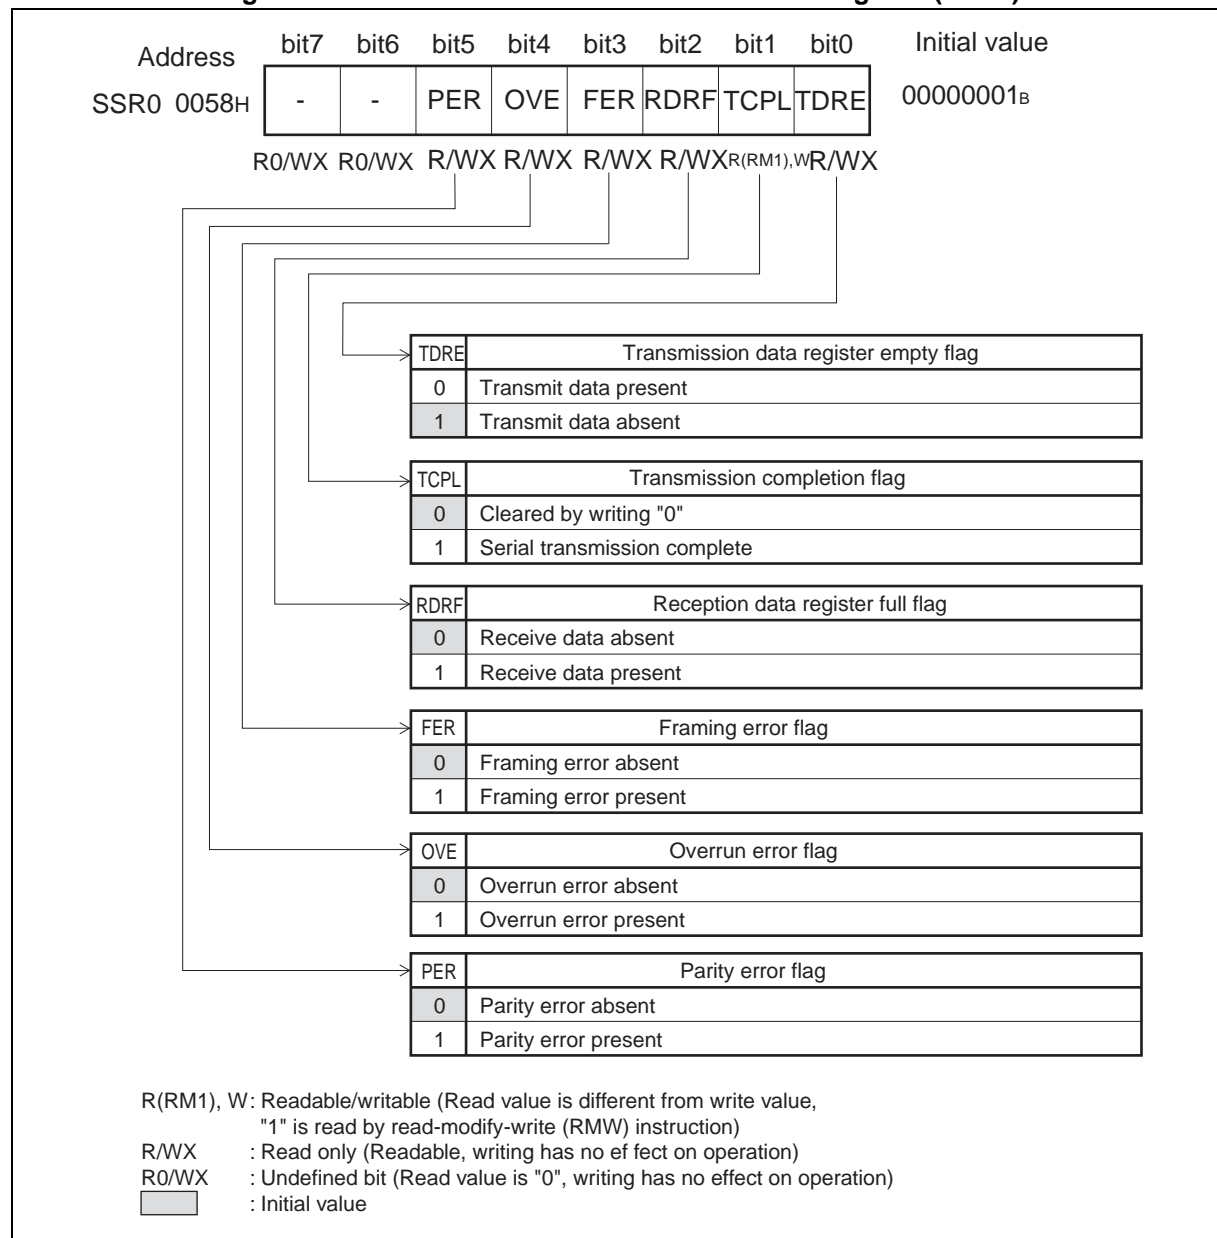 bit7 bit6 bit5 bit4 bit3 bit2 bit1 bit0 Initial value
Address
SSR0 0058H - - PER OVE FER RDRF TCPL TDRE 00000001B
R0/WX R0/WX R/WX R/WX R/WX R/WX R(RM1),W R/WX
TDRE Transmission data register empty flag
0 Transmit data present
1 Transmit data absent
TCPL Transmission completion flag
0 Cleared by writing "0"
1 Serial transmission complete
RDRF Reception data register full flag
0 Receive data absent
1 Receive data present
FER Framing error flag
0 Framing error absent
1 Framing error present
OVE Overrun error flag
0 Overrun error absent
1 Overrun error present
PER Parity error flag
0 Parity error absent
1 Parity error present
R(RM1), W : Readable/writable (Read value is different from write value,
"1" is read by read-modify-write (RMW) instruction)
R/WX : Read only (Readable, writing has no ef fect on operation)
R0/WX : Undefined bit (Read value is "0", writing has no effect on operation)
: Initial value